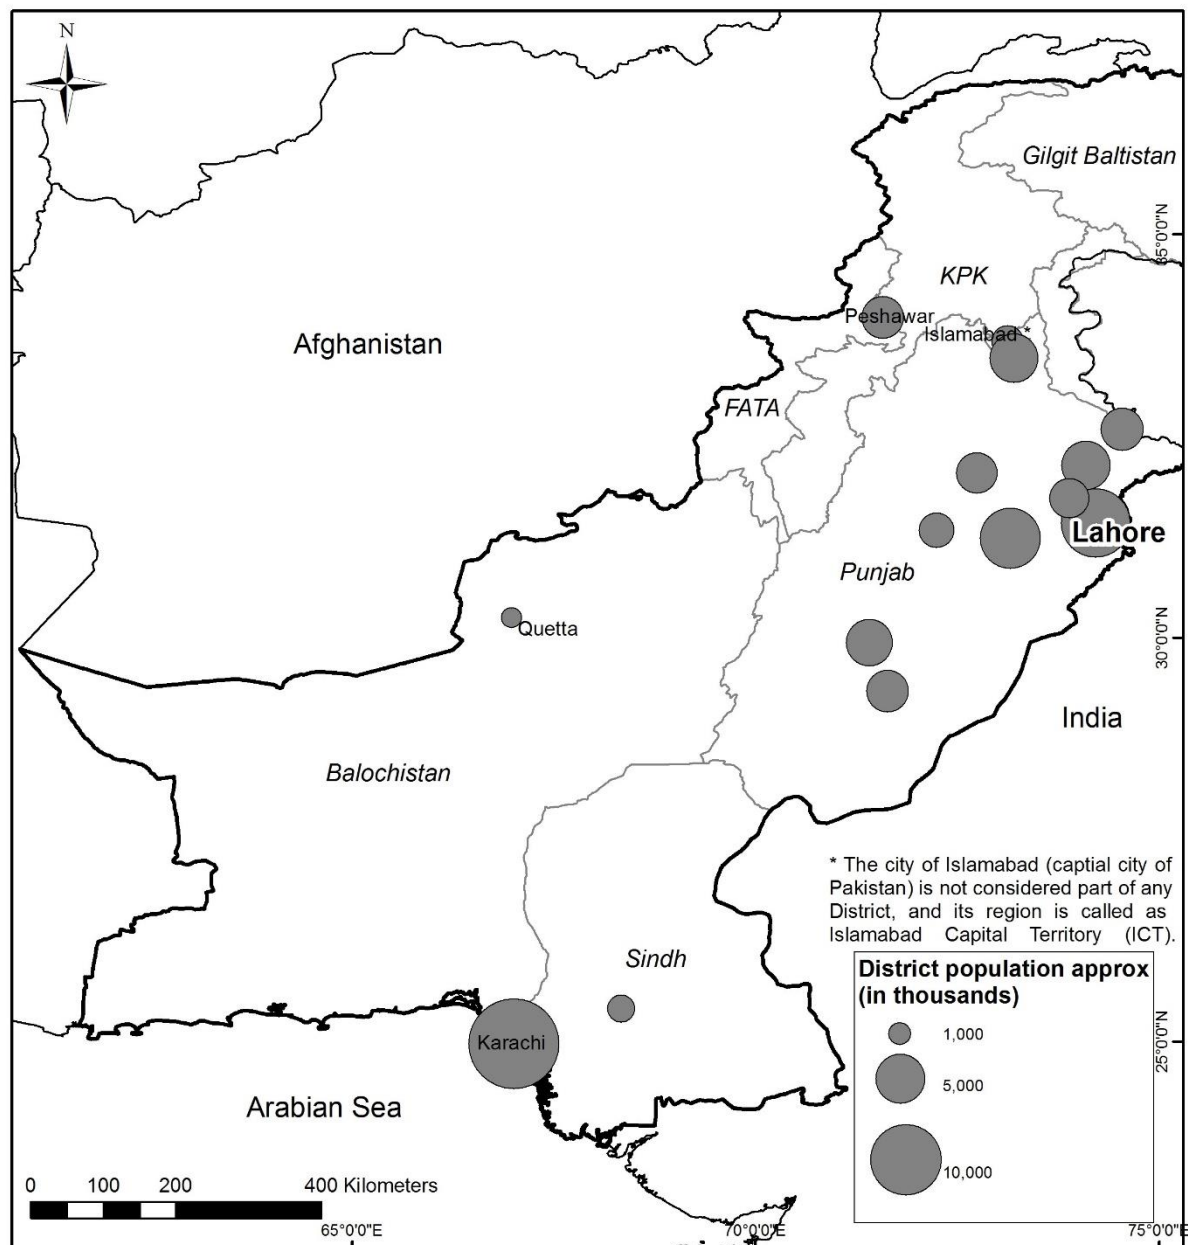 N
Gilgit Baltistan
35°0'0"N
KPK
Peshawar
Islamabad *
Afghanistan
FATA
Lahore
Punjab
Quetta
30°0'0"N
India
Balochistan
* The city of Islamabad (captial city of
Pakistan) is not considered part of any
District, and its region is called as
Islamabad Capital Territory (ICT).
Sindh
District population approx
(in thousands)
1,000
5,000
10,000
Karachi
25°0'0"N
Arabian Sea
0 100 200 400 Kilometers
65°0'0"E
70°0'0"E
75°0'0"E